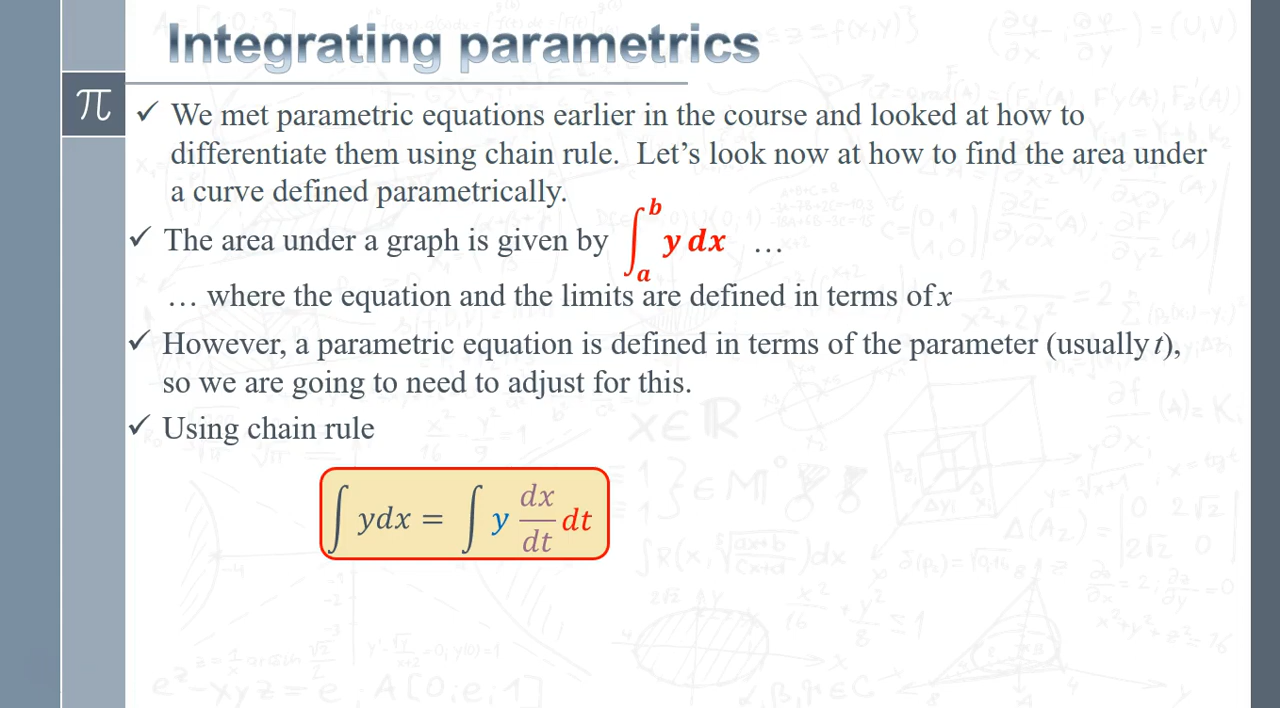 Integrating parametrics
π
✓ We met parametric equations earlier in the course and looked at how to
differentiate them using chain rule. Let’s look now at how to find the area under
a curve defined parametrically.
✓ The area under a graph is given by ∫_a^b y dx …
… where the equation and the limits are defined in terms of x
✓ However, a parametric equation is defined in terms of the parameter (usually t),
so we are going to need to adjust for this.
✓ Using chain rule
∫ ydx = ∫ y dx/dt dt